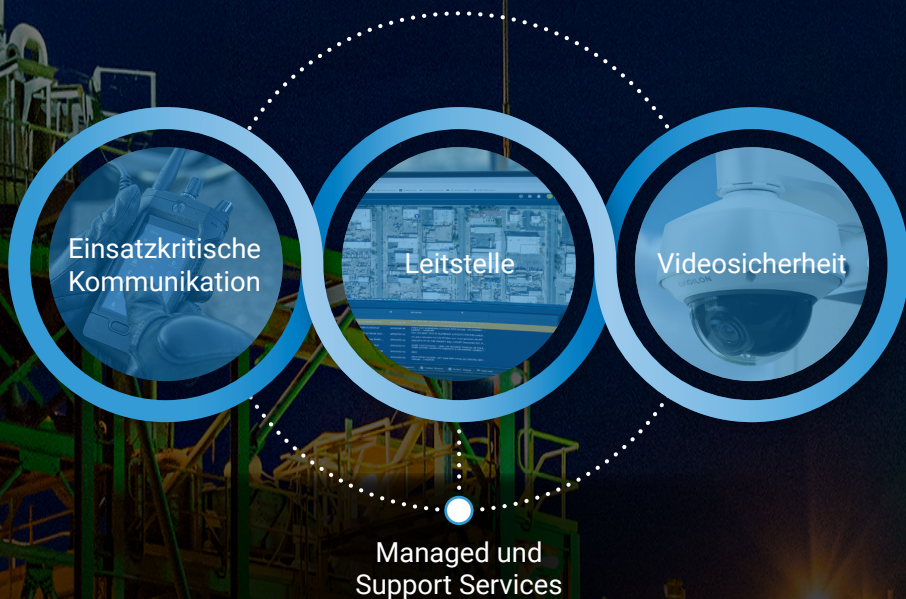 Einsatzkritische
Kommunikation
Leitstelle
Videosicherheit
Managed und
Support Services